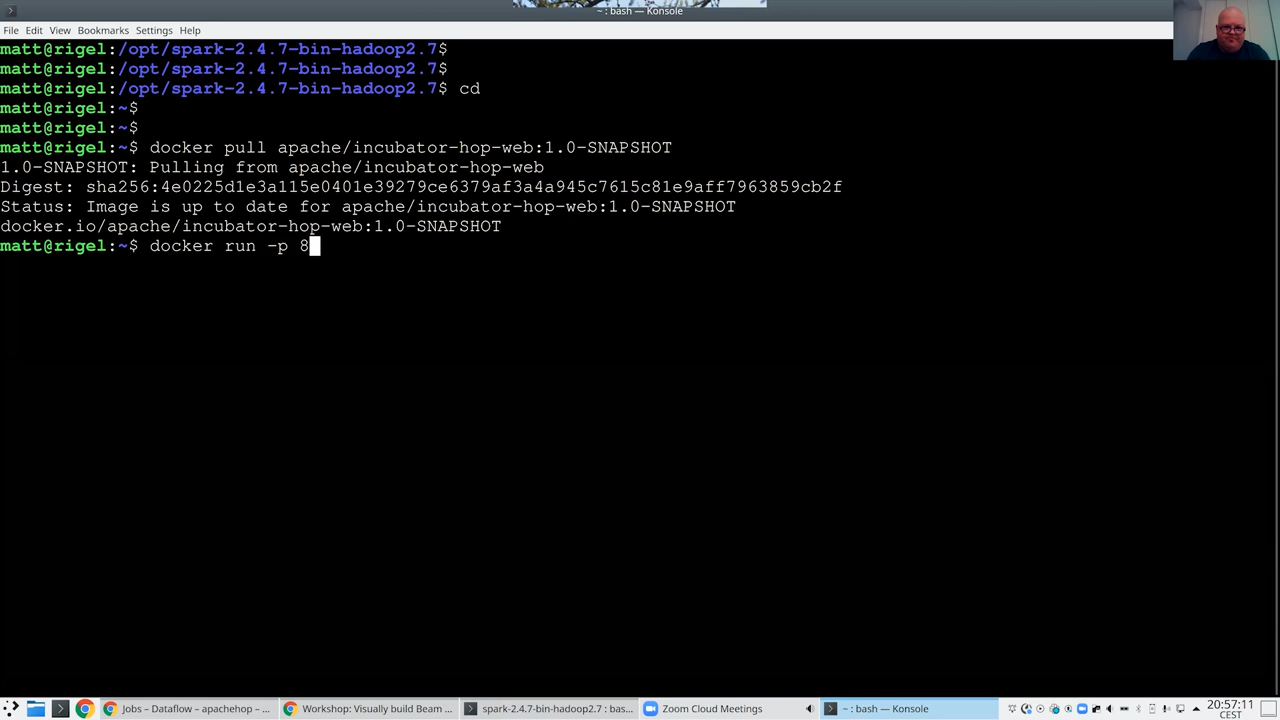 ~ : bash — Konsole
File Edit View Bookmarks Settings Help
matt@rigel:/opt/spark-2.4.7-bin-hadoop2.7$
matt@rigel:/opt/spark-2.4.7-bin-hadoop2.7$
matt@rigel:/opt/spark-2.4.7-bin-hadoop2.7$ cd
matt@rigel:~$
matt@rigel:~$
matt@rigel:~$ docker pull apache/incubator-hop-web:1.0-SNAPSHOT
1.0-SNAPSHOT: Pulling from apache/incubator-hop-web
Digest: sha256:4e0225d1e3a115e0401e39279ce6379af3a4a945c7615c81e9aff7963859cb2f
Status: Image is up to date for apache/incubator-hop-web:1.0-SNAPSHOT
docker.io/apache/incubator-hop-web:1.0-SNAPSHOT
matt@rigel:~$ docker run -p 8
Jobs – Dataflow – apachehop – ... Workshop: Visually build Beam ... spark-2.4.7-bin-hadoop2.7 : bas... Zoom Cloud Meetings ~ : bash — Konsole 20:57:11
CEST